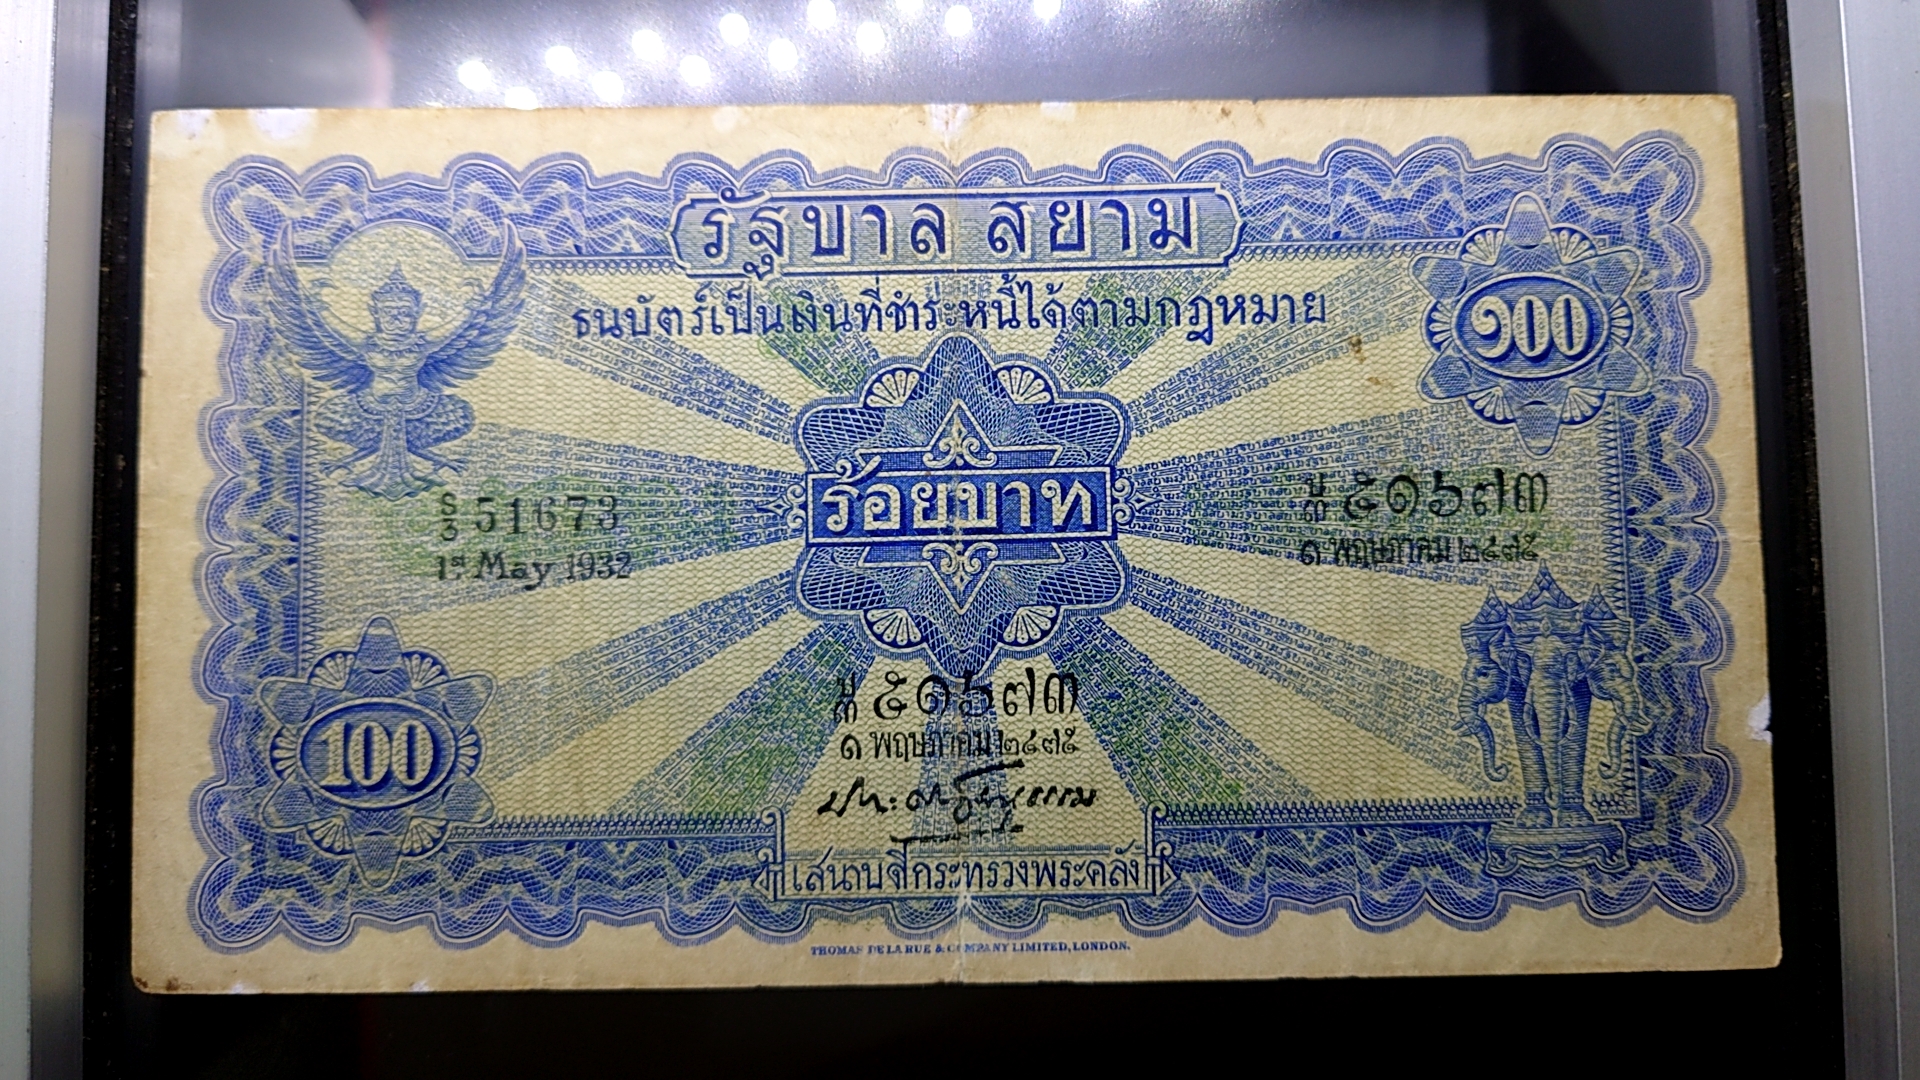 รัฐบาล สยาม
ธนบัตร์เป็นเงินที่ชำร่ะหนี้ได้ตามกฎหมาย
๑๐๐
ร้อยบาท
S/3 51673
1st May 1932
ษ/๓ ๕๑๖๗๓
๑ พฤษภาคม ๒๔๗๕
100
ษ/๓ ๕๑๖๗๓
๑ พฤษภาคม ๒๔๗๕
เสนาบดีกระทรวงพระคลัง
THOMAS DE LA RUE & COMPANY LIMITED, LONDON.